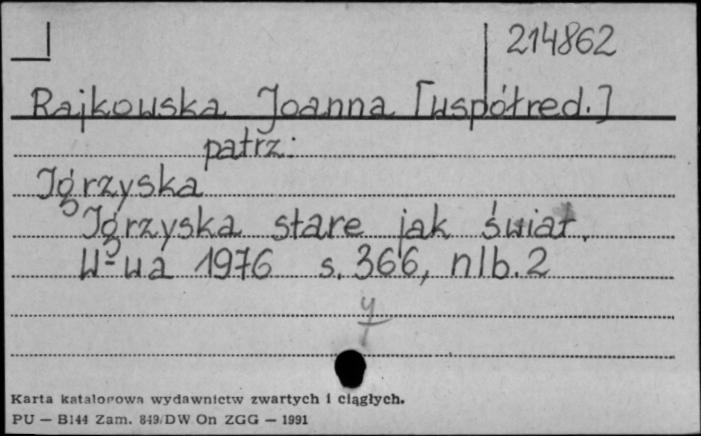 214862
Rajkowska Joanna [współred.]
patrz:
Igrzyska
Igrzyska stare jak świat.
W-wa 1976 s. 366, nlb. 2
Karta katalogowa wydawnictw zwartych i ciągłych.
PU — B144 Zam. 849/DW On ZGG — 1991